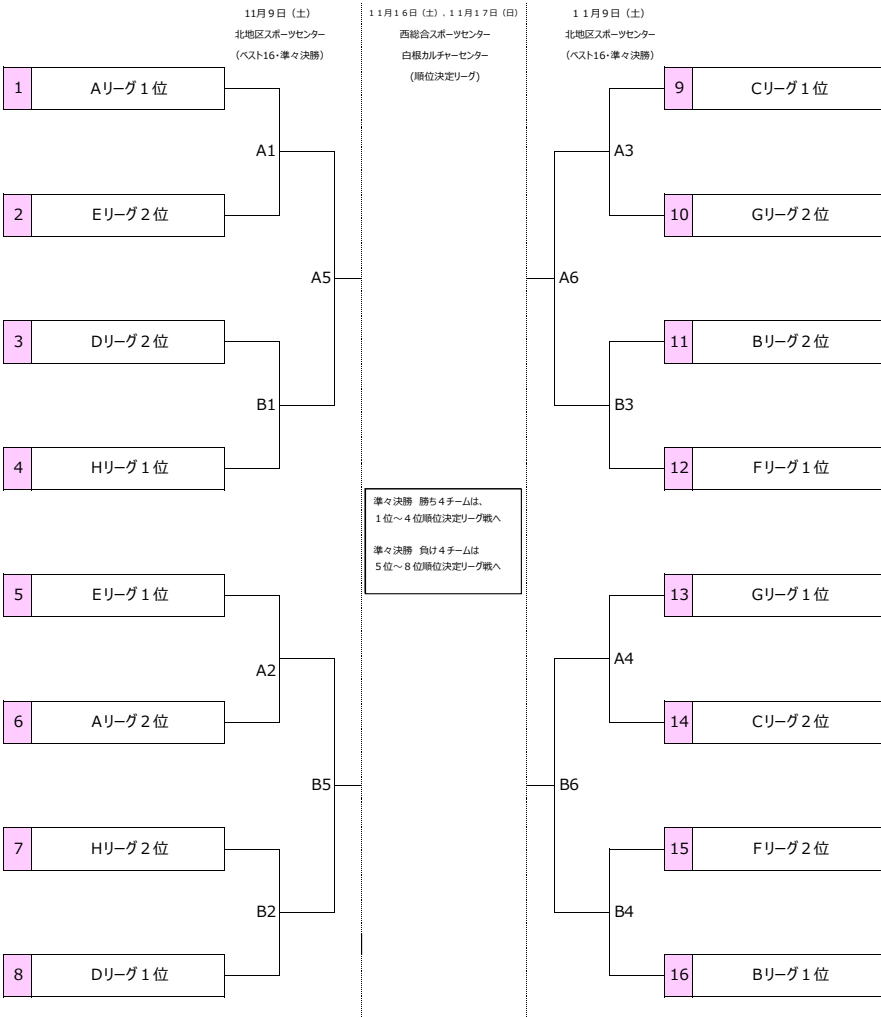 11月9日（土）
北地区スポーツセンター
（ベスト16・準々決勝）
１１月16日（土）, １１月17日（日）
西総合スポーツセンター
白根カルチャーセンター
(順位決定リーグ)
１１月9日（土）
北地区スポーツセンター
（ベスト16・準々決勝）
1 Aリーグ１位
A1
2 Eリーグ２位
A5
3 Dリーグ２位
B1
4 Hリーグ１位
5 Eリーグ１位
A2
6 Aリーグ２位
B5
7 Hリーグ２位
B2
8 Dリーグ１位
準々決勝 勝ち４チームは、
１位～４位順位決定リーグ戦へ
準々決勝 負け４チームは
５位～８位順位決定リーグ戦へ
9 Cリーグ１位
A3
10 Gリーグ２位
A6
11 Bリーグ２位
B3
12 Fリーグ１位
13 Gリーグ１位
A4
14 Cリーグ２位
B6
15 Fリーグ２位
B4
16 Bリーグ１位